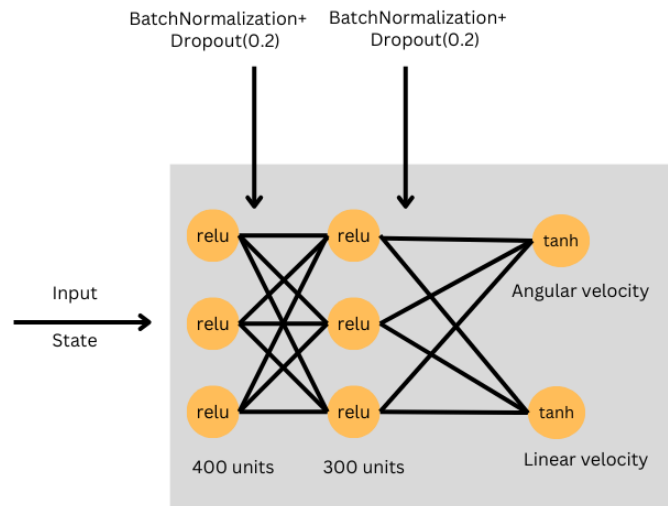 BatchNormalization+
Dropout(0.2)
BatchNormalization+
Dropout(0.2)
relu
relu
tanh
Angular velocity
Input
State
relu
relu
relu
relu
tanh
400 units
300 units
Linear velocity